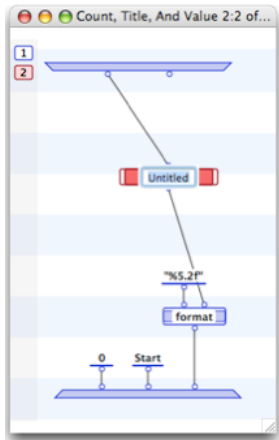 Count, Title, And Value 2:2 of...
1
2
Untitled
"%5.2f"
format
0 Start